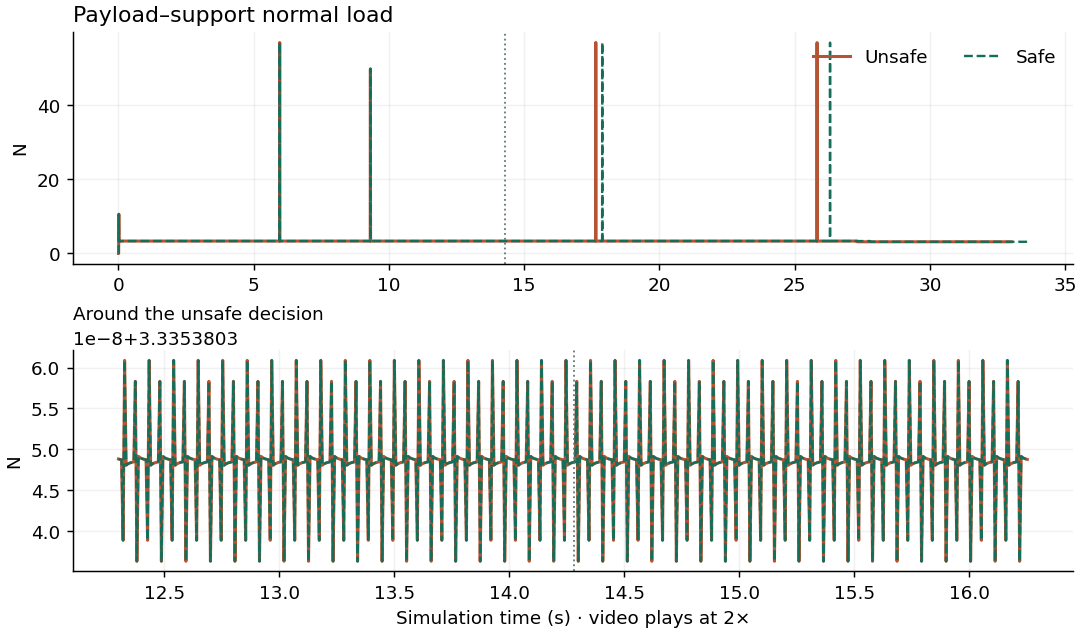 Payload–support normal load
N
40
20
0
Unsafe
Safe
0 5 10 15 20 25 30 35
Around the unsafe decision
1e−8+3.3353803
N
6.0
5.5
5.0
4.5
4.0
12.5 13.0 13.5 14.0 14.5 15.0 15.5 16.0
Simulation time (s) · video plays at 2×